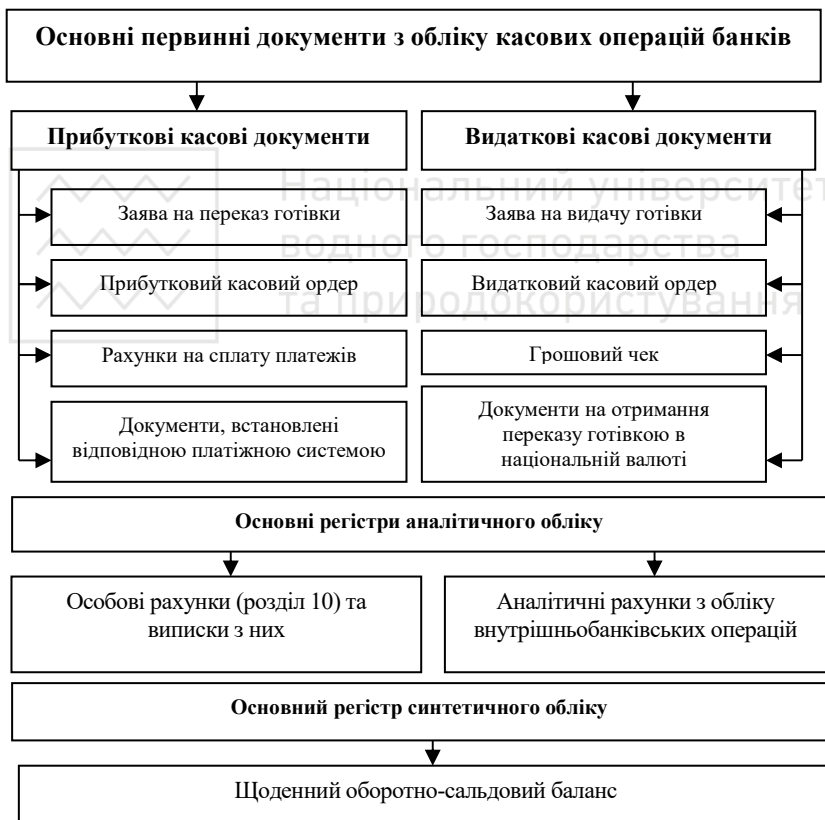 Основні первинні документи з обліку касових операцій банків
Прибуткові касові документи
Видаткові касові документи
Національний університет
водного господарства
та природокористування
Заява на переказ готівки
Прибутковий касовий ордер
Рахунки на сплату платежів
Документи, встановлені
відповідною платіжною системою
Заява на видачу готівки
Видатковий касовий ордер
Грошовий чек
Документи на отримання
переказу готівкою в
національній валюті
Основні регістри аналітичного обліку
Особові рахунки (розділ 10) та
виписки з них
Аналітичні рахунки з обліку
внутрішньобанківських операцій
Основний регістр синтетичного обліку
Щоденний оборотно-сальдовий баланс